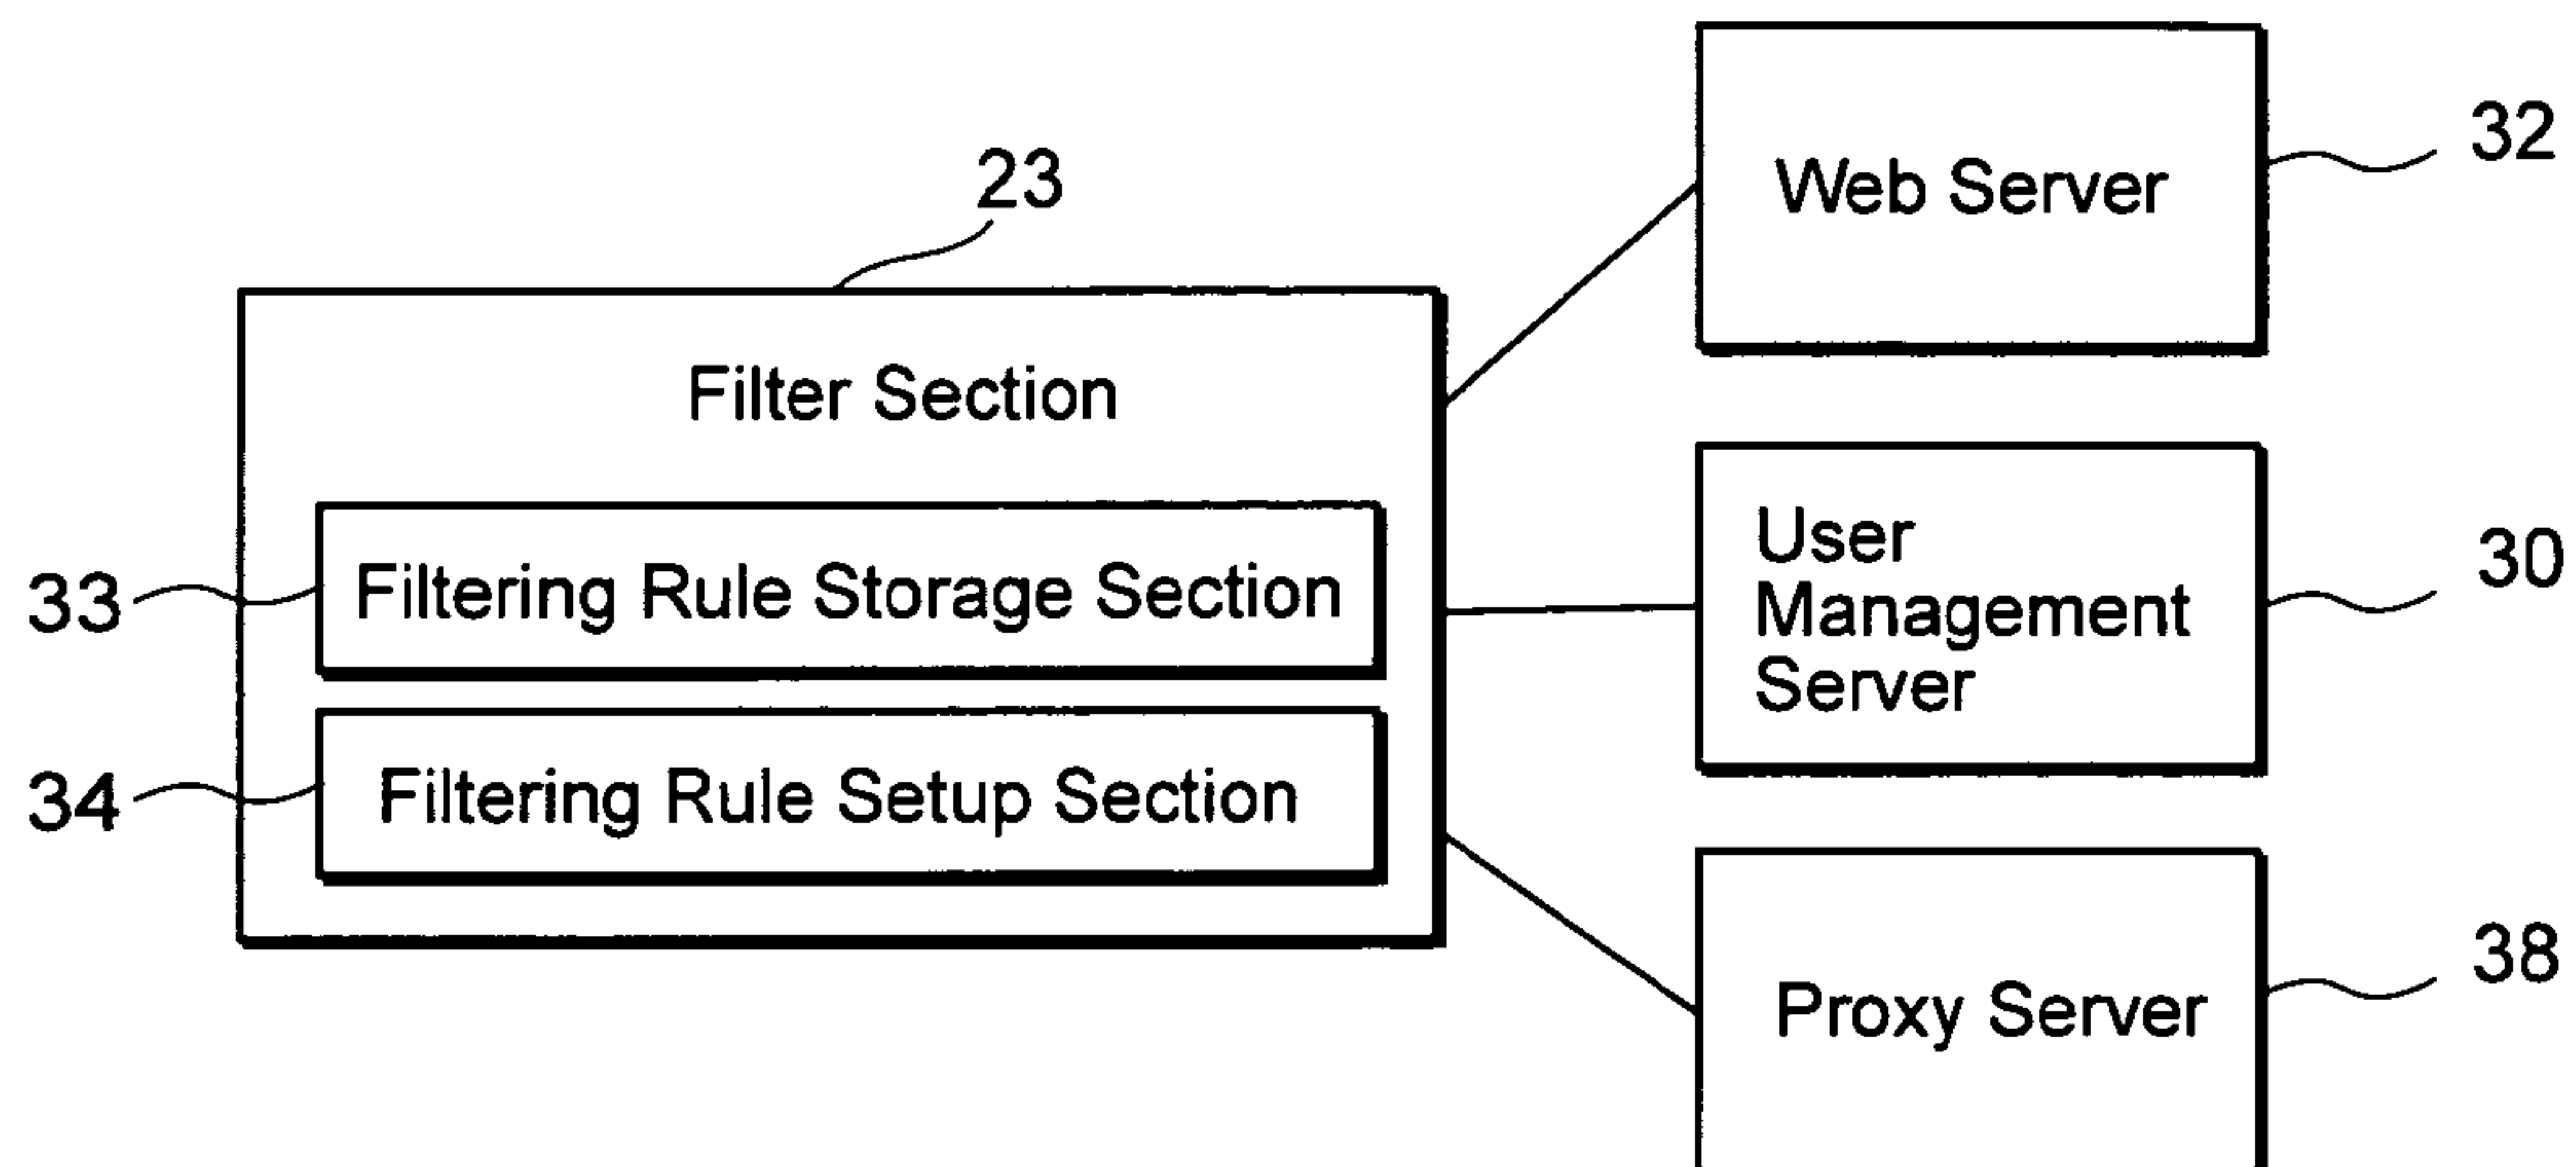 23
Filter Section
33
Filtering Rule Storage Section
34
Filtering Rule Setup Section
Web Server
32
User
Management
Server
30
Proxy Server
38